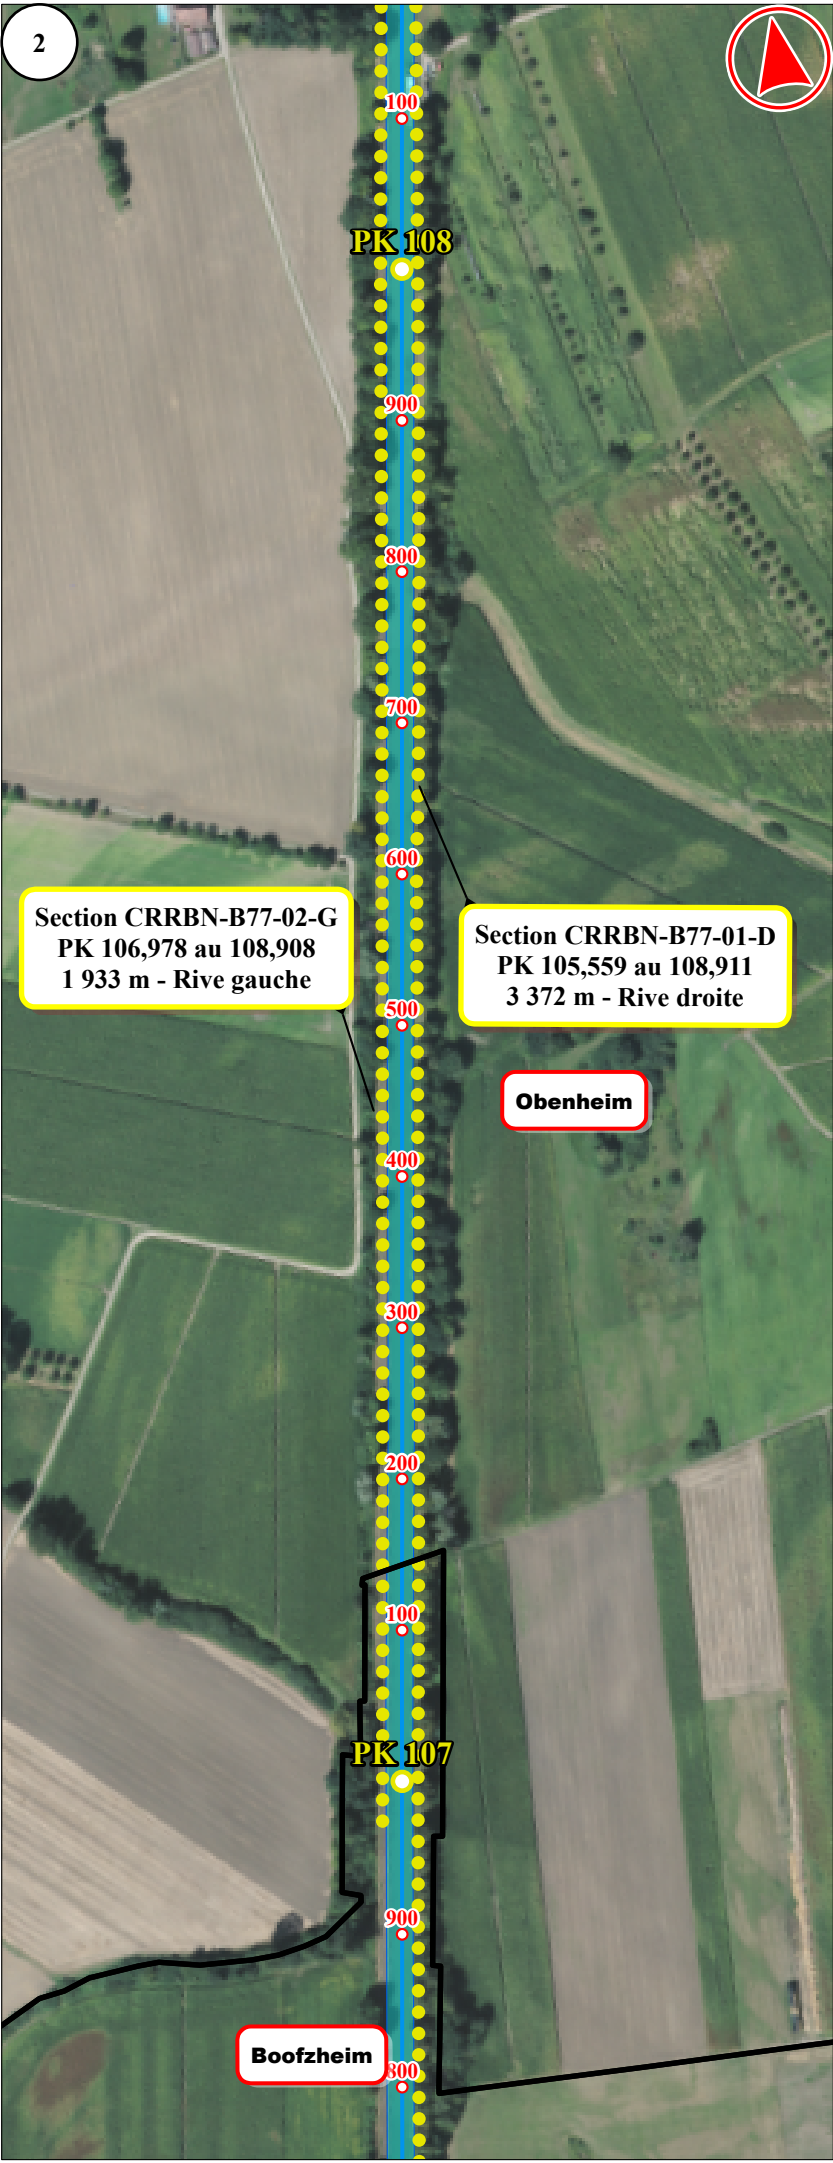 2
100
PK 108
900
800
700
600
Section CRRBN-B77-02-G
PK 106,978 au 108,908
1 933 m - Rive gauche
Section CRRBN-B77-01-D
PK 105,559 au 108,911
3 372 m - Rive droite
500
Obenheim
400
300
200
100
PK 107
900
Boofzheim
800